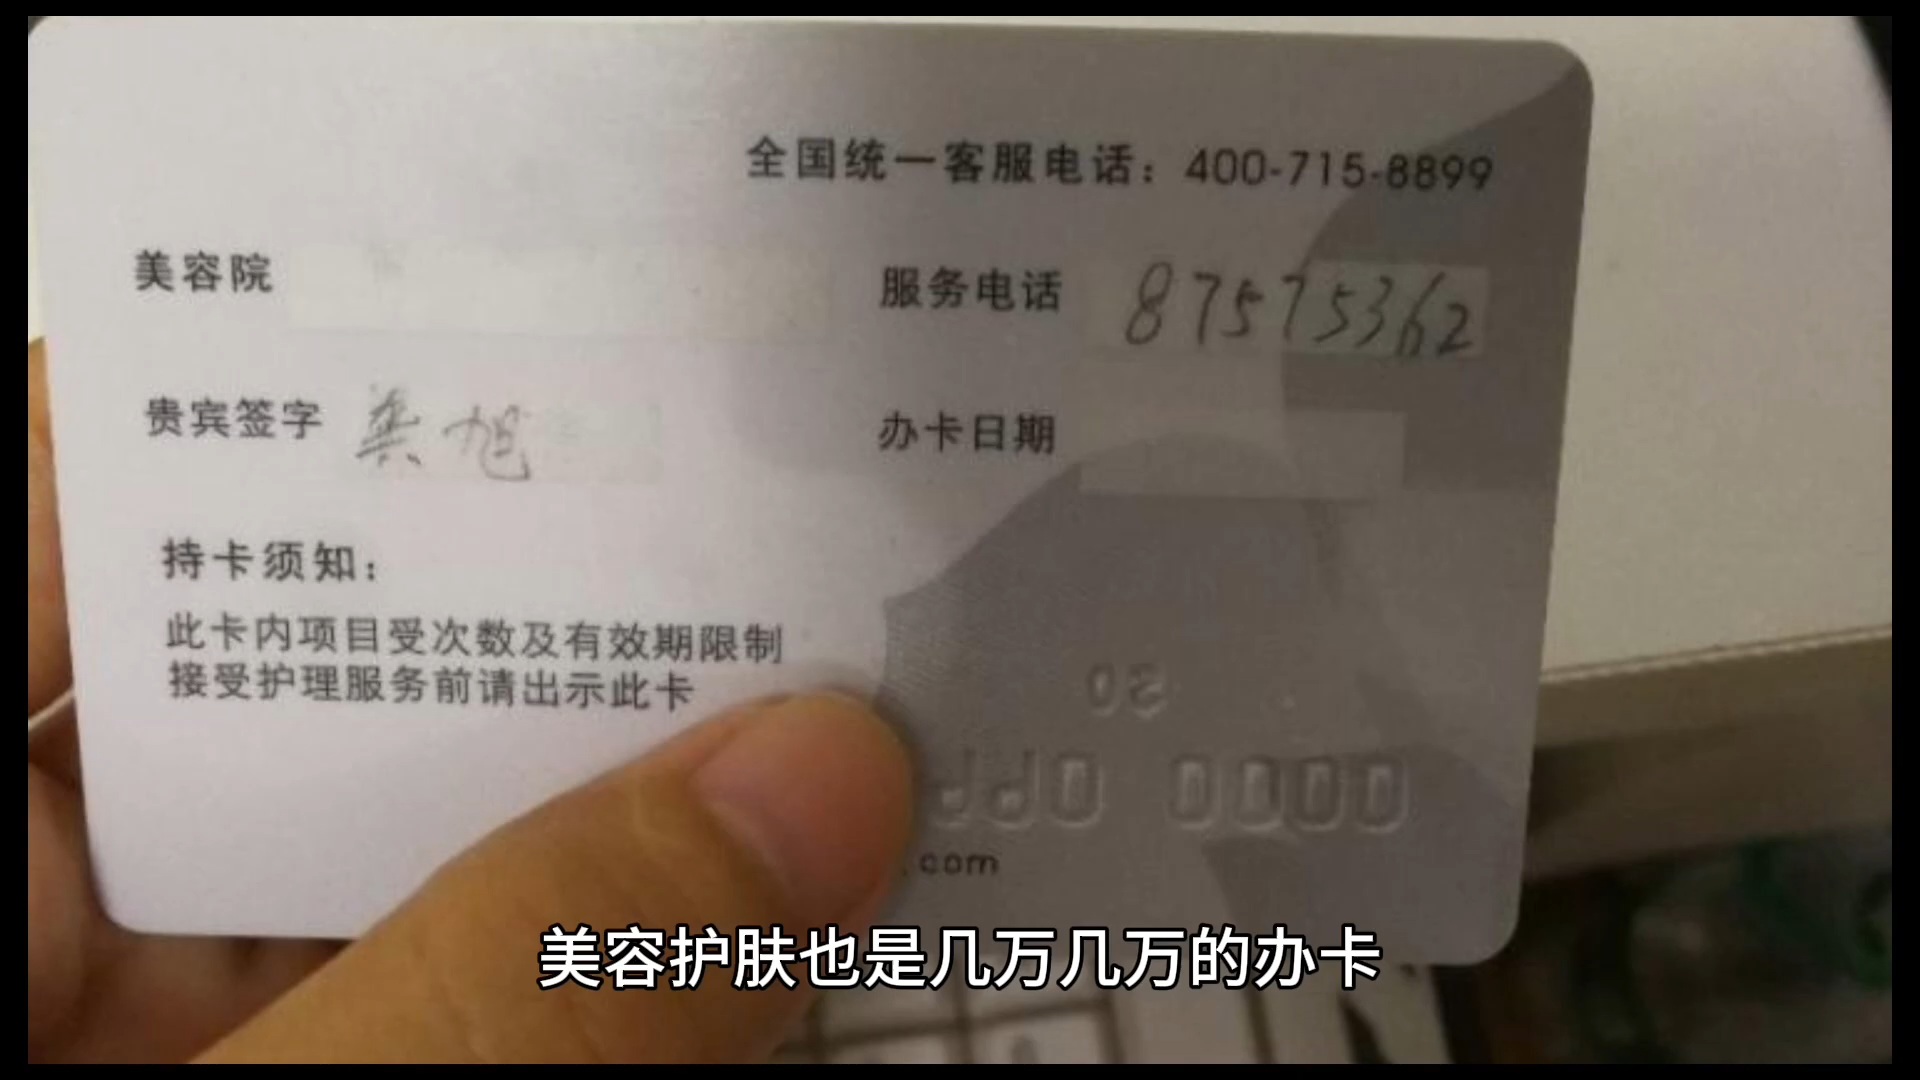 全国统一客服电话：400-715-8899
美容院
服务电话 87575362
贵宾签字 龚旭
办卡日期
持卡须知：
此卡内项目受次数及有效期限制
接受护理服务前请出示此卡
.com
美容护肤也是几万几万的办卡